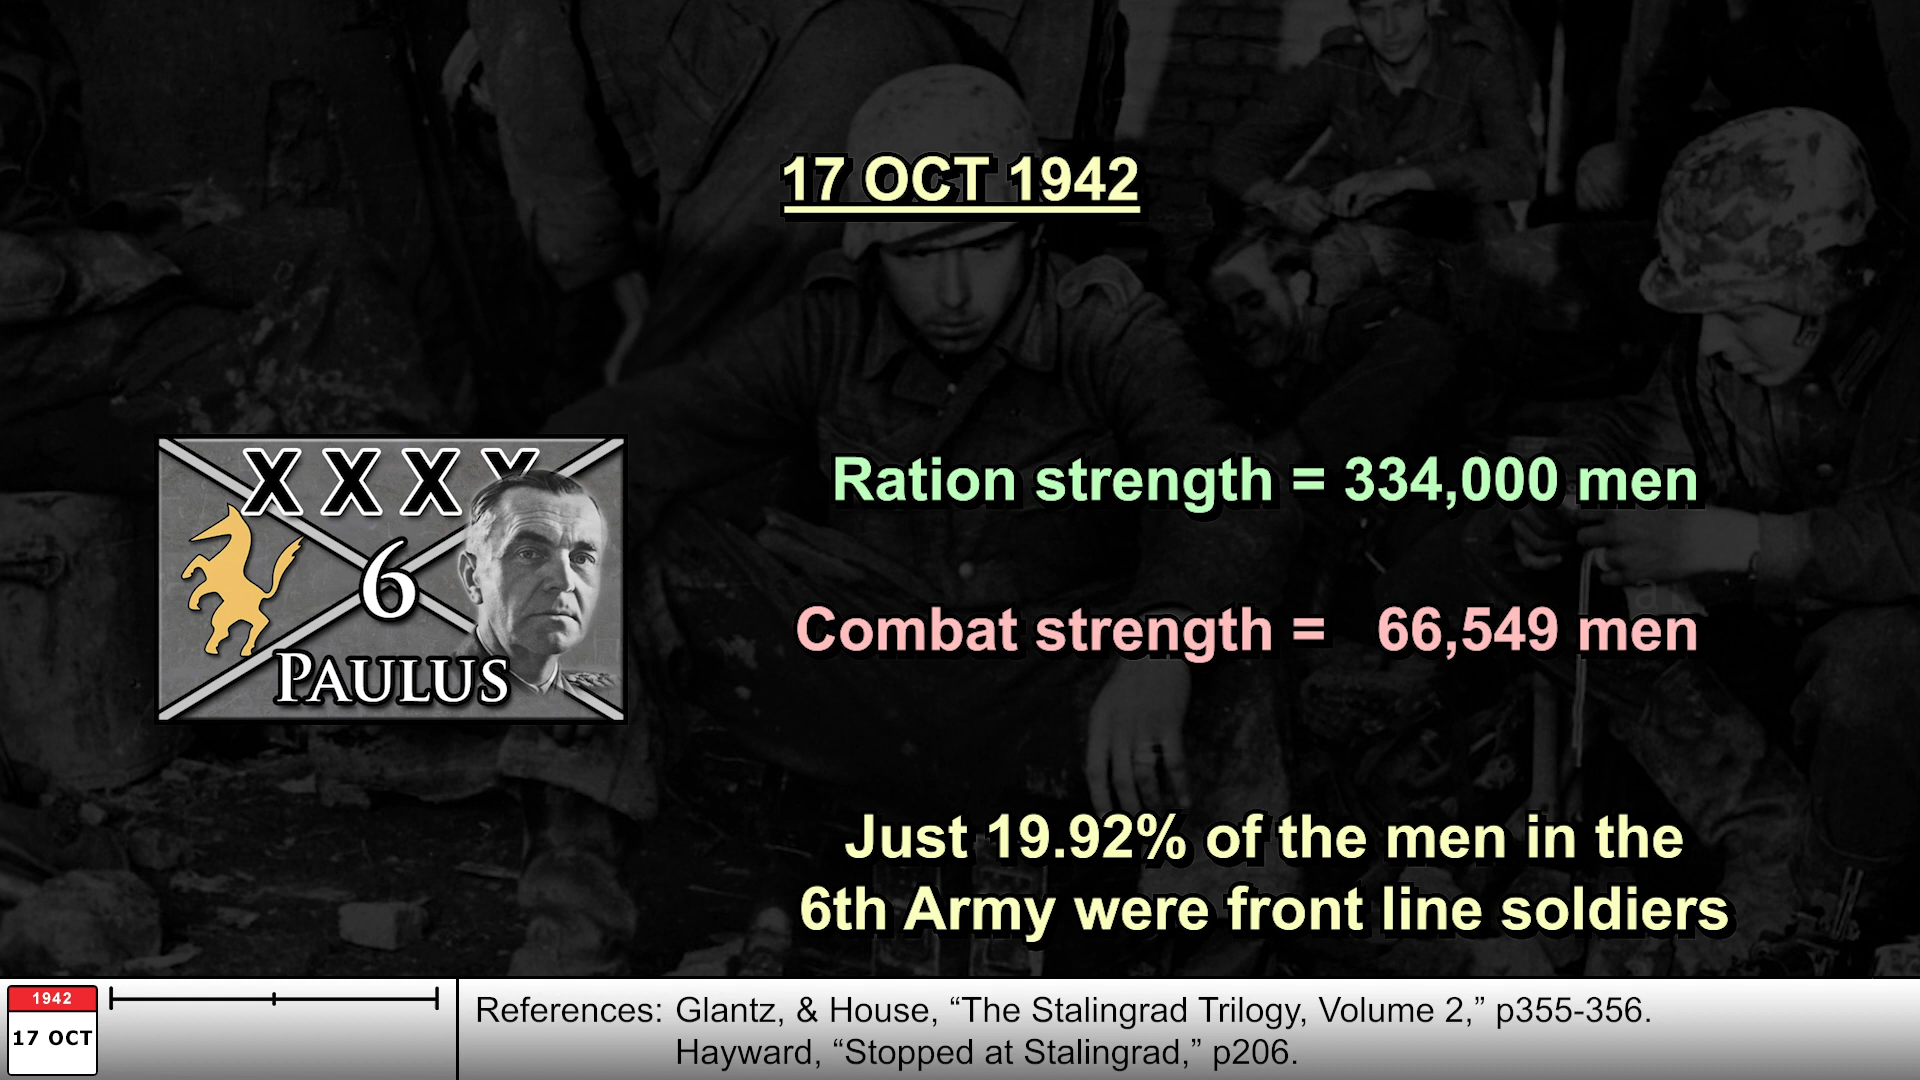 17 OCT 1942
XXXX
6
PAULUS
Ration strength = 334,000 men
Combat strength = 66,549 men
Just 19.92% of the men in the
6th Army were front line soldiers
1942
17 OCT
References: Glantz, & House, “The Stalingrad Trilogy, Volume 2,” p355-356.
Hayward, “Stopped at Stalingrad,” p206.